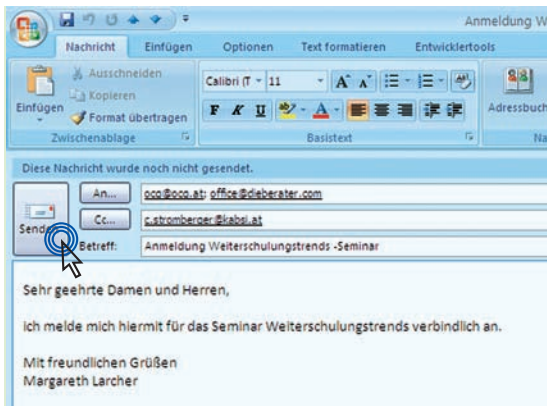 Anmeldung W
Nachricht Einfügen Optionen Text formatieren Entwicklertools
Einfügen
Ausschneiden
Kopieren
Format übertragen
Zwischenablage
Calibri (T 11
F K U
Basistext
Adressbuch
Na
Diese Nachricht wurde noch nicht gesendet.
Senden
An... oco@oco.at; office@dieberater.com
Cc... c.stromberger@kabsi.at
Betreff: Anmeldung Weiterschulungstrends -Seminar
Sehr geehrte Damen und Herren,
ich melde mich hiermit für das Seminar Weiterschulungstrends verbindlich an.
Mit freundlichen Grüßen
Margareth Larcher